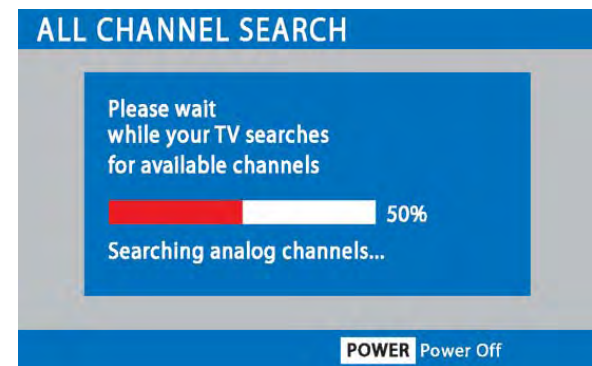 ALL CHANNEL SEARCH
Please wait
while your TV searches
for available channels
50%
Searching analog channels...
POWER Power Off